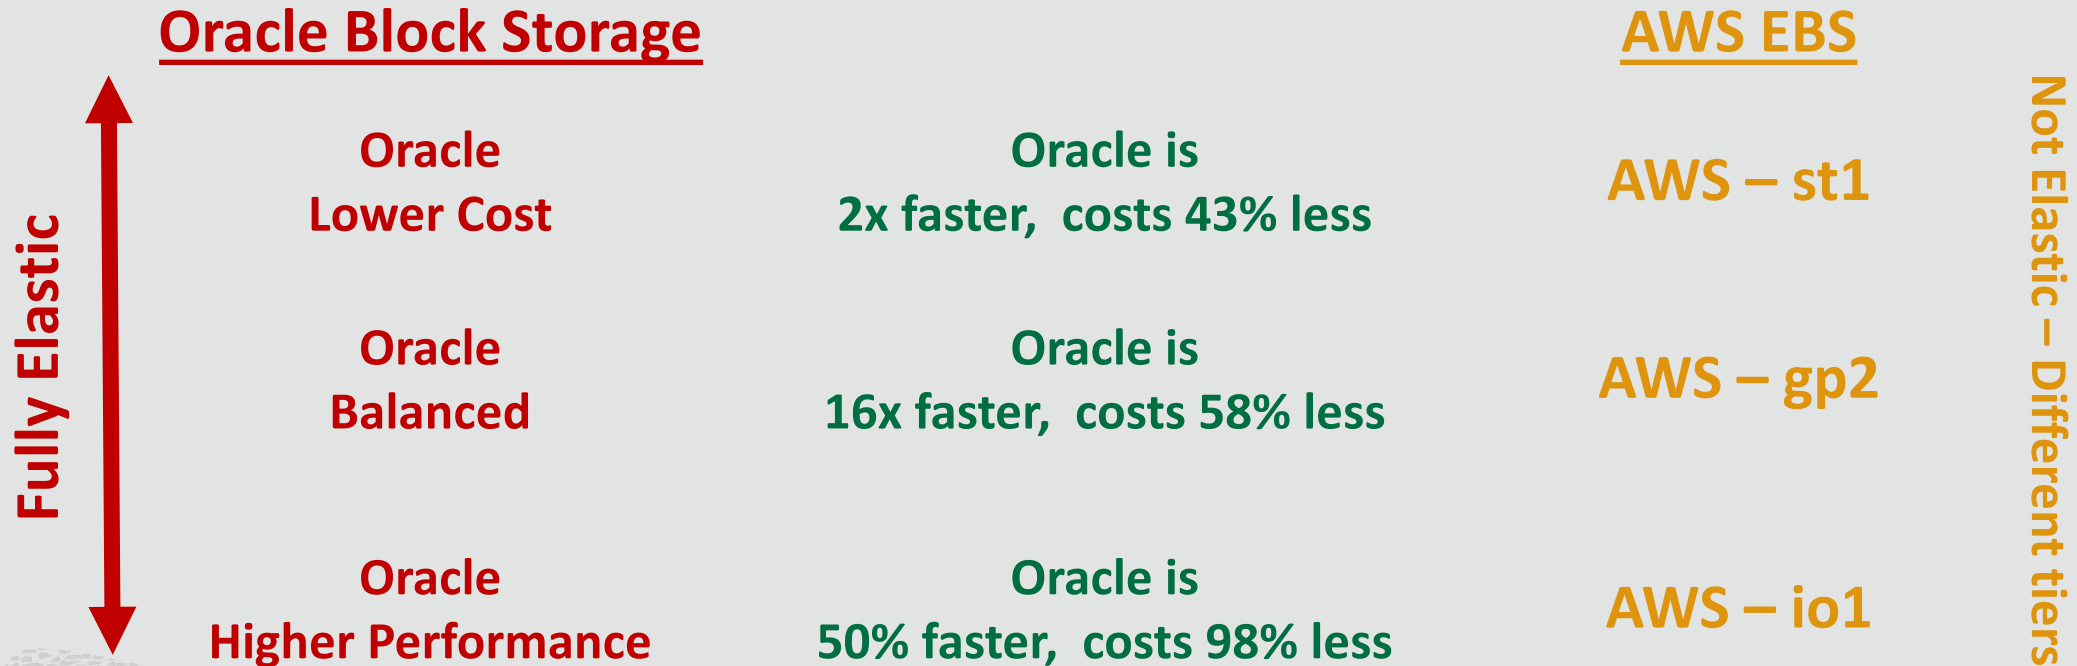 Oracle Block Storage
AWS EBS
Fully Elastic
Oracle
Lower Cost
Oracle is
2x faster,  costs 43% less
AWS – st1
Oracle
Balanced
Oracle is
16x faster,  costs 58% less
AWS – gp2
Oracle
Higher Performance
Oracle is
50% faster,  costs 98% less
AWS – io1
Not Elastic – Different tiers